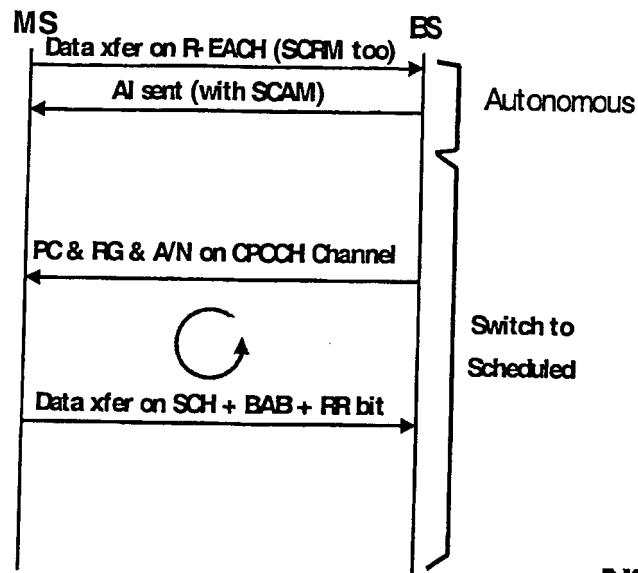 MS
BS
Data xfer on R-EACH (SCRM too)
AI sent (with SCAM)
Autonomous
PC & RG & A/N on CPCCH Channel
Switch to
Scheduled
Data xfer on SCH + BAB + RR bit